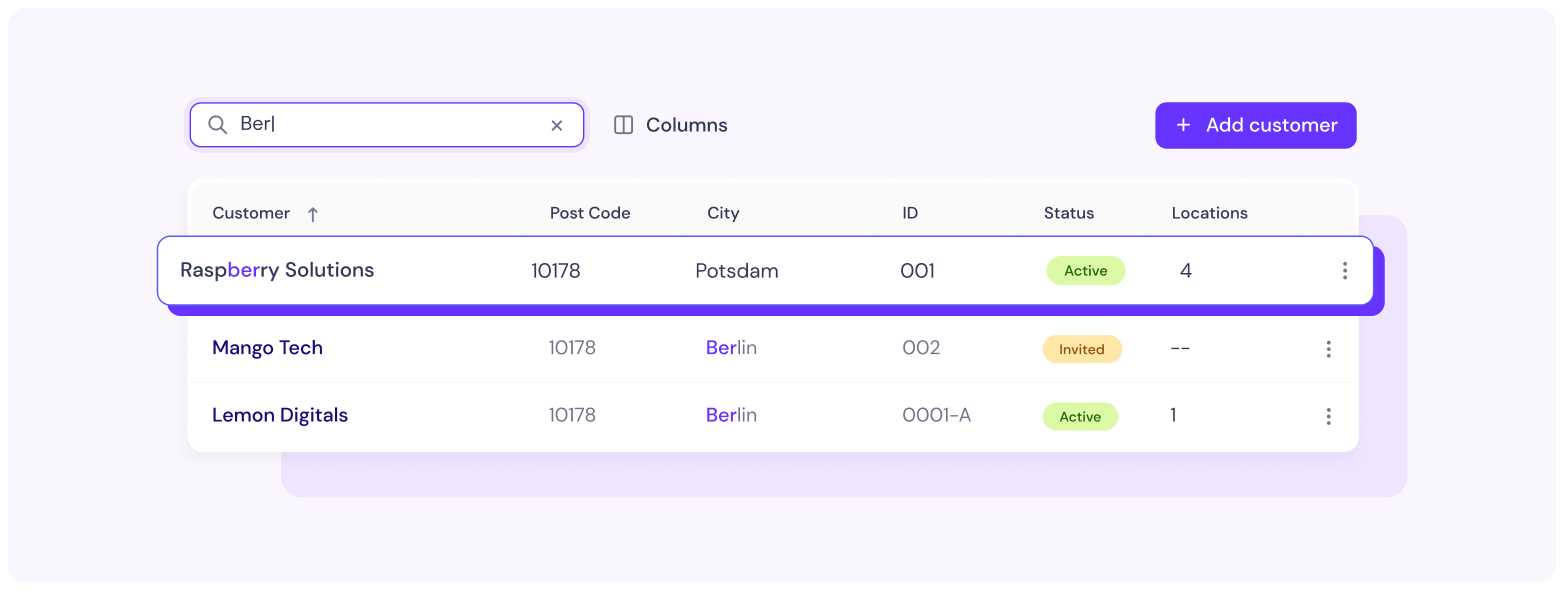 Ber
Columns
+ Add customer
Customer ↑ Post Code City ID Status Locations
Raspberry Solutions 10178 Potsdam 001 Active 4
Mango Tech 10178 Berlin 002 Invited --
Lemon Digitals 10178 Berlin 0001-A Active 1